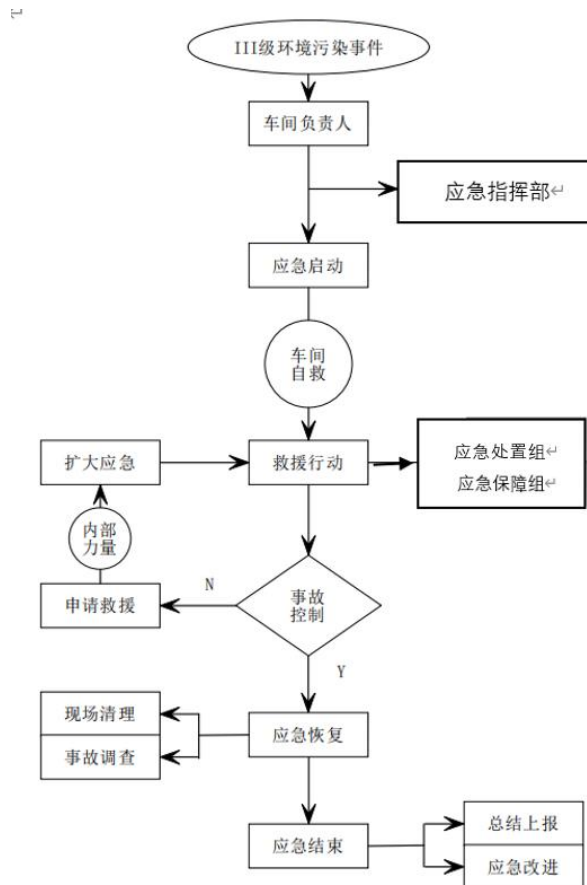 III级环境污染事件
车间负责人
应急指挥部↵
应急启动
车间
自救
扩大应急
救援行动
应急处置组↵
应急保障组↵
内部
力量
申请救援
N
事故
控制
Y
现场清理
事故调查
应急恢复
应急结束
总结上报
应急改进